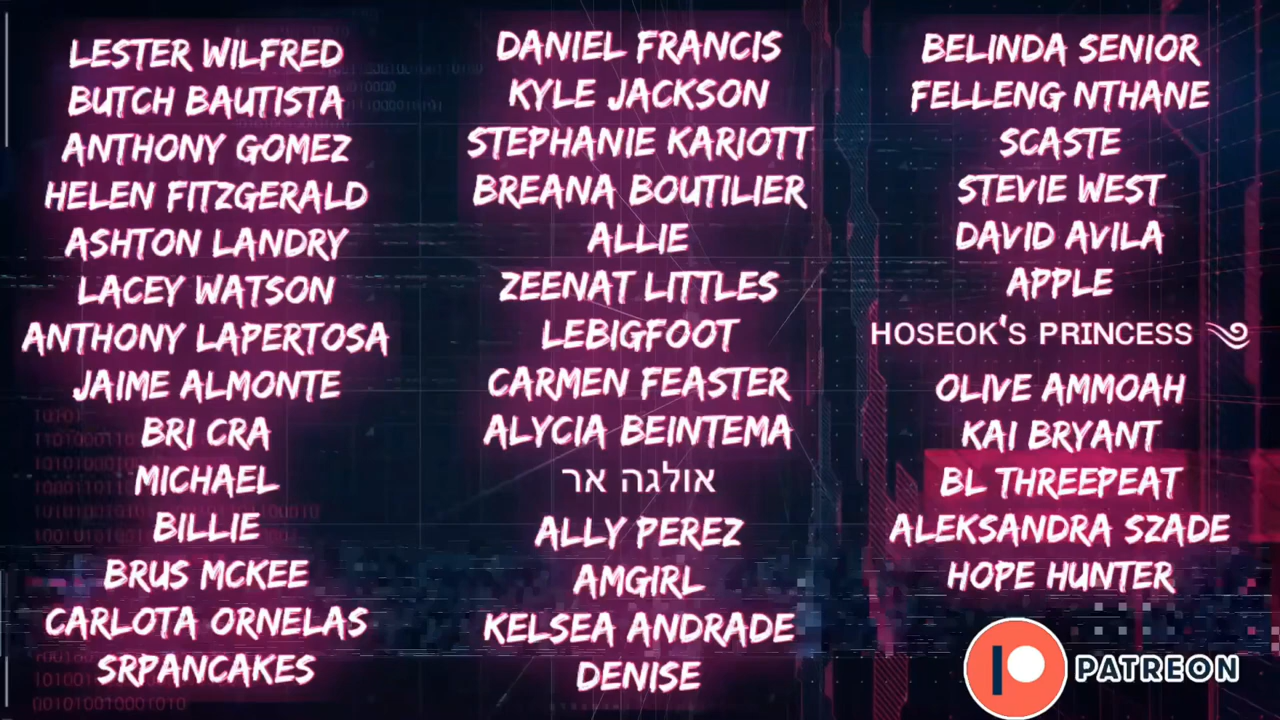 LESTER WILFRED
BUTCH BAUTISTA
ANTHONY GOMEZ
HELEN FITZGERALD
ASHTON LANDRY
LACEY WATSON
ANTHONY LAPERTOSA
JAIME ALMONTE
BRI CRA
MICHAEL
BILLIE
BRUS MCKEE
CARLOTA ORNELAS
SRPANCAKES
DANIEL FRANCIS
KYLE JACKSON
STEPHANIE KARIOTT
BREANA BOUTILIER
ALLIE
ZEENAT LITTLES
LEBIGFOOT
CARMEN FEASTER
ALYCIA BEINTEMA
אולגה אר
ALLY PEREZ
AMGIRL
KELSEA ANDRADE
DENISE
BELINDA SENIOR
FELLENG NTHANE
SCASTE
STEVIE WEST
DAVID AVILA
APPLE
HOSEOK'S PRINCESS ༄
OLIVE AMMOAH
KAI BRYANT
BL THREEPEAT
ALEKSANDRA SZADE
HOPE HUNTER
PATREON